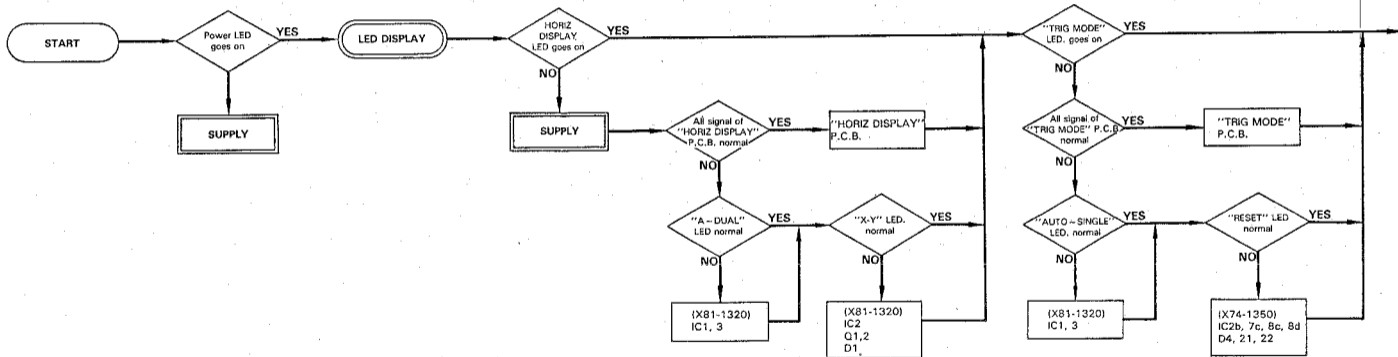 START
Power LED
goes on
YES
SUPPLY
LED DISPLAY
HORIZ
DISPLAY
LED goes on
YES
NO
SUPPLY
All signal of
"HORIZ DISPLAY"
P.C.B. normal
YES
NO
"HORIZ DISPLAY"
P.C.B.
"A~DUAL"
LED normal
YES
NO
(X81-1320)
IC1, 3
"X-Y" LED.
normal
YES
NO
(X81-1320)
IC2
Q1,2
D1.
"TRIG MODE"
LED. goes on
YES
NO
All signal of
"TRIG MODE" P.C.B
normal
YES
NO
"TRIG MODE"
P.C.B.
"AUTO~SINGLE"
LED. normal
YES
NO
(X81-1320)
IC1, 3
"RESET" LED
normal
YES
NO
(X74-1350)
IC2b, 7c, 8c, 8d
D4, 21, 22